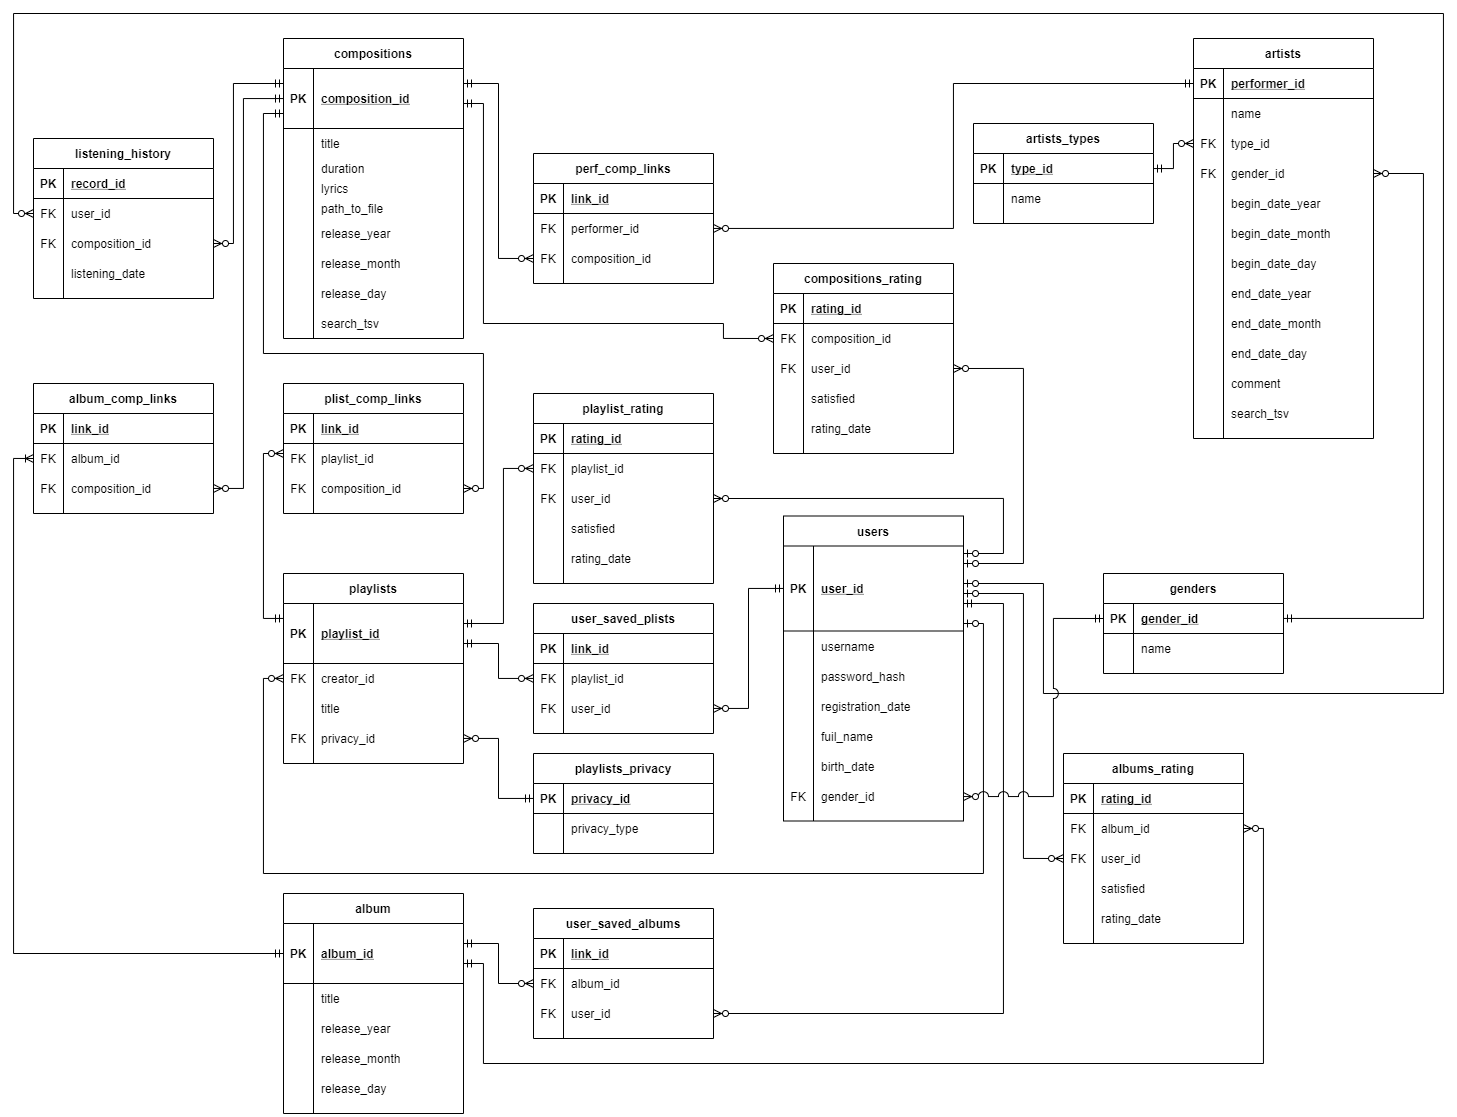 compositions
PK composition_id
title
duration
lyrics
path_to_file
release_year
release_month
release_day
search_tsv
artists
PK performer_id
name
FK type_id
FK gender_id
begin_date_year
begin_date_month
begin_date_day
end_date_year
end_date_month
end_date_day
comment
search_tsv
artists_types
PK type_id
name
listening_history
PK record_id
FK user_id
FK composition_id
listening_date
perf_comp_links
PK link_id
FK performer_id
FK composition_id
compositions_rating
PK rating_id
FK composition_id
FK user_id
satisfied
rating_date
album_comp_links
PK link_id
FK album_id
FK composition_id
plist_comp_links
PK link_id
FK playlist_id
FK composition_id
playlist_rating
PK rating_id
FK playlist_id
FK user_id
satisfied
rating_date
users
PK user_id
username
password_hash
registration_date
fuil_name
birth_date
FK gender_id
playlists
PK playlist_id
FK creator_id
title
FK privacy_id
user_saved_plists
PK link_id
FK playlist_id
FK user_id
genders
PK gender_id
name
playlists_privacy
PK privacy_id
privacy_type
albums_rating
PK rating_id
FK album_id
FK user_id
satisfied
rating_date
album
PK album_id
title
release_year
release_month
release_day
user_saved_albums
PK link_id
FK album_id
FK user_id